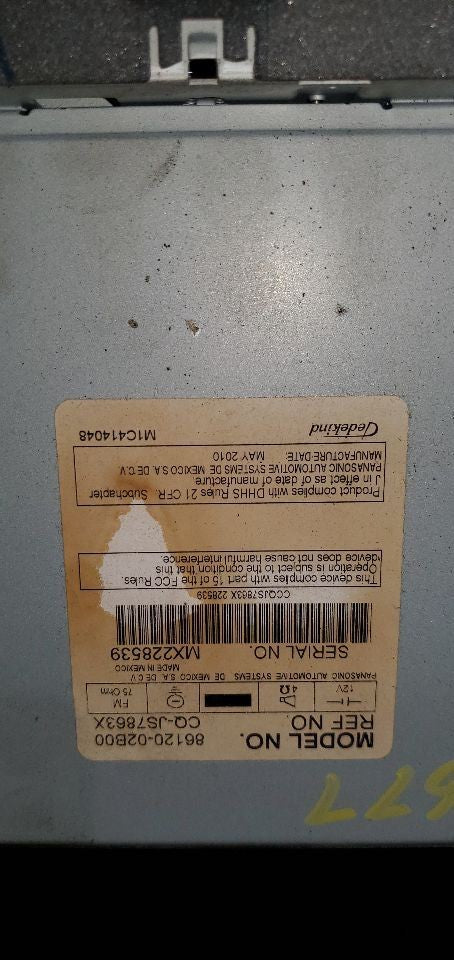 MODEL NO. 86120-02B00
REF NO. CQ-JS7863X
12V 4Ω FM 75 Ohm
PANASONIC AUTOMOTIVE SYSTEMS DE MEXICO S.A. DE C.V.
MADE IN MEXICO
SERIAL NO. MX228539
CCQJS7863X 228539
This device complies with part 15 of the FCC Rules.
Operation is subject to the condition that this
device does not cause harmful interference.
Product complies with DHHS Rules 21 CFR, Subchapter
J in effect as of date of manufacture.
PANASONIC AUTOMOTIVE SYSTEMS DE MEXICO S.A. DE C.V.
MANUFACTURE-DATE: MAY 2010
Jedekind M1C414048
677